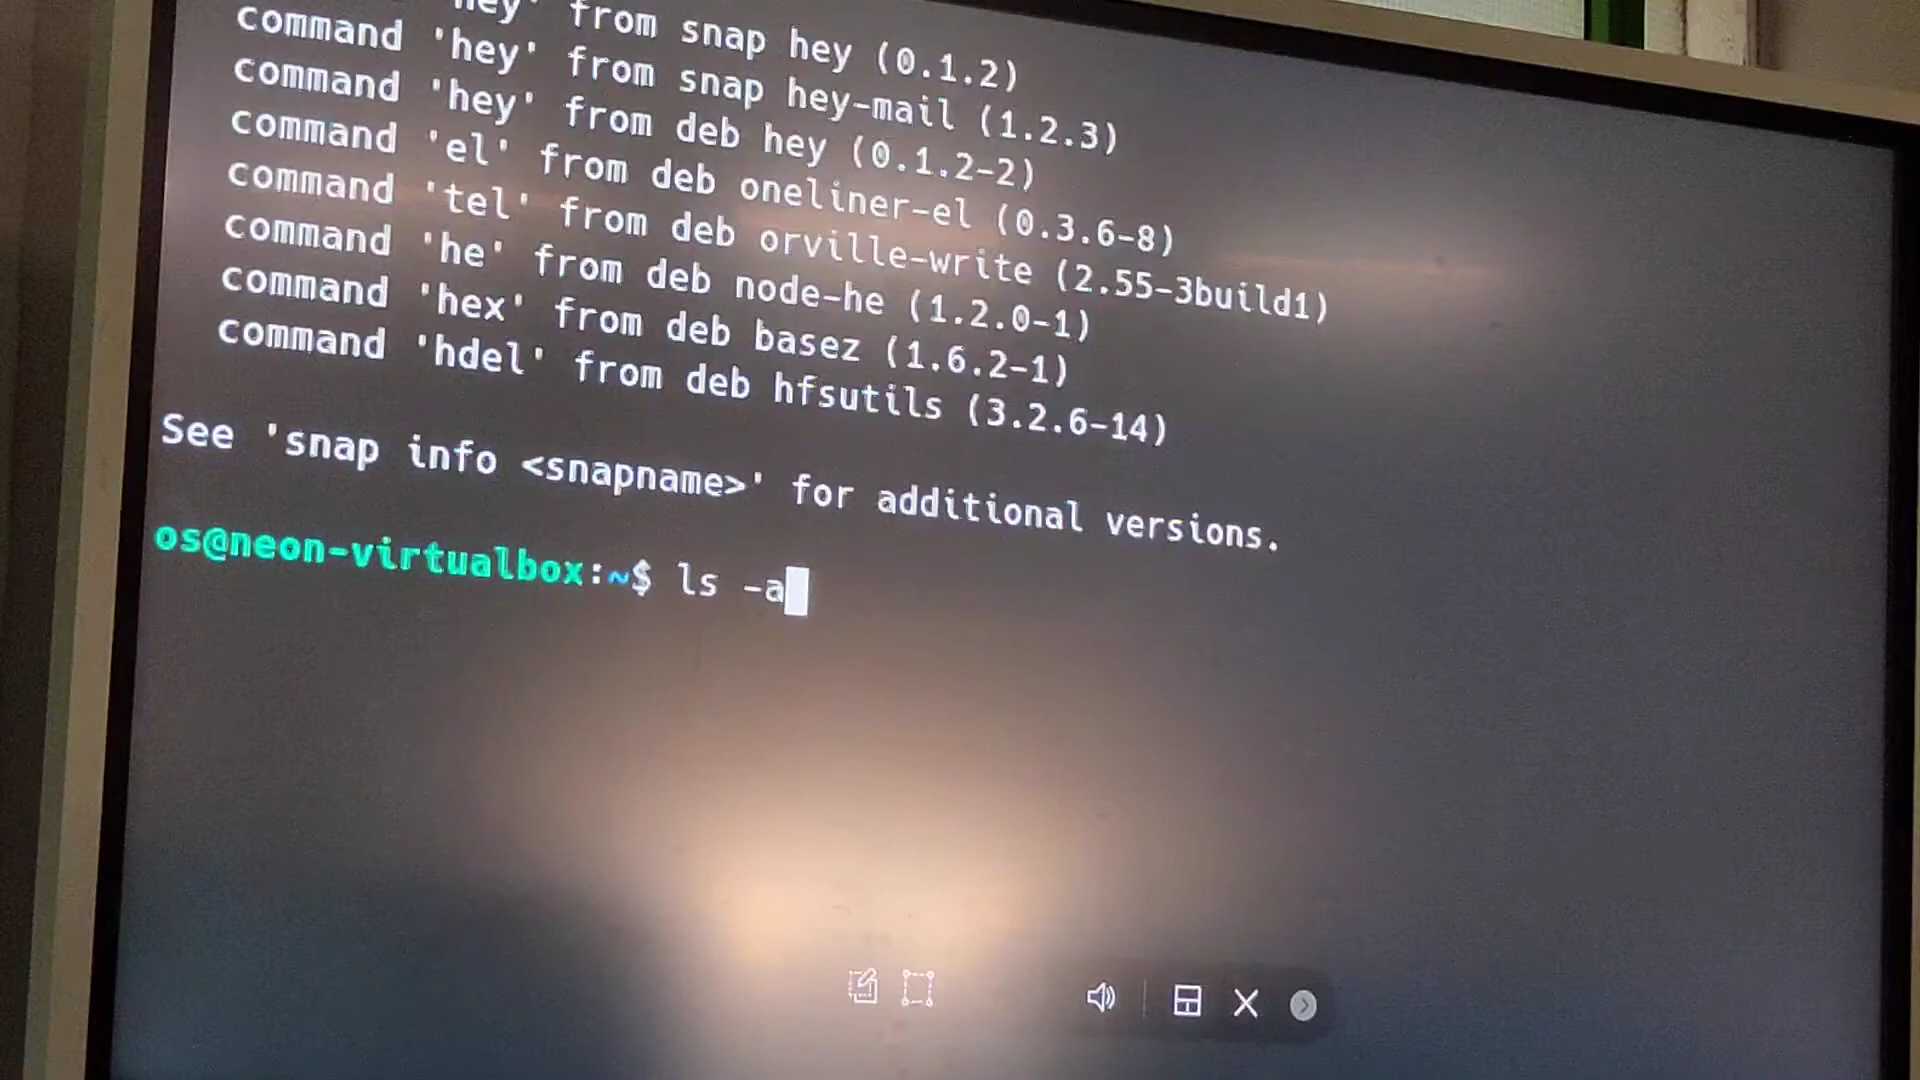 'hey' from snap hey (0.1.2)
command 'hey' from snap hey-mail (1.2.3)
command 'hey' from deb hey (0.1.2-2)
command 'el' from deb oneliner-el (0.3.6-8)
command 'tel' from deb orville-write (2.55-3build1)
command 'he' from deb node-he (1.2.0-1)
command 'hex' from deb basez (1.6.2-1)
command 'hdel' from deb hfsutils (3.2.6-14)
See 'snap info <snapname>' for additional versions.
os@neon-virtualbox:~$ ls -a